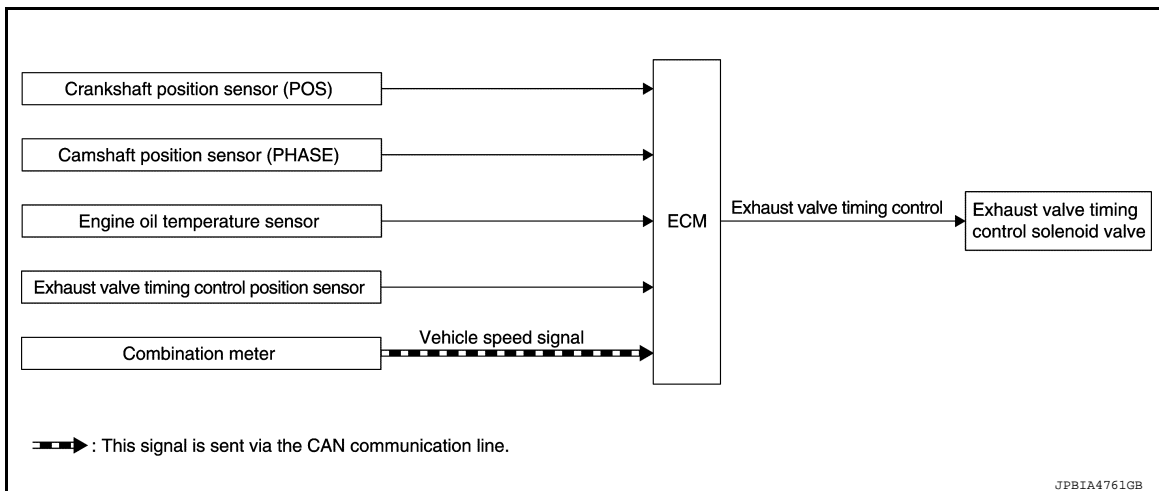 Crankshaft position sensor (POS)
Camshaft position sensor (PHASE)
Engine oil temperature sensor
Exhaust valve timing control position sensor
Combination meter
Vehicle speed signal
ECM
Exhaust valve timing control
Exhaust valve timing
control solenoid valve
: This signal is sent via the CAN communication line.
JPBIA4761GB